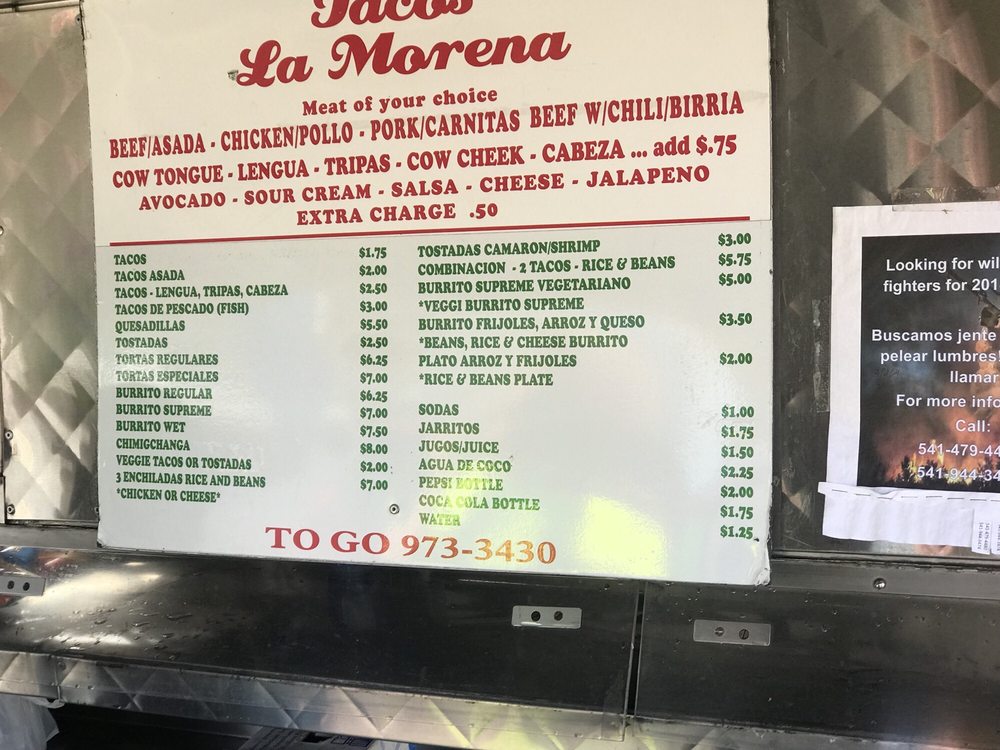 Tacos
La Morena
Meat of your choice
BEEF/ASADA - CHICKEN/POLLO - PORK/CARNITAS BEEF W/CHILI/BIRRIA
COW TONGUE - LENGUA - TRIPAS - COW CHEEK - CABEZA ... add $.75
AVOCADO - SOUR CREAM - SALSA - CHEESE - JALAPENO
EXTRA CHARGE .50
TACOS $1.75
TACOS ASADA $2.00
TACOS - LENGUA, TRIPAS, CABEZA $2.50
TACOS DE PESCADO (FISH) $3.00
QUESADILLAS $5.50
TOSTADAS $2.50
TORTAS REGULARES $6.25
TORTAS ESPECIALES $7.00
BURRITO REGULAR $6.25
BURRITO SUPREME $7.00
BURRITO WET $7.50
CHIMIGCHANGA $8.00
VEGGIE TACOS OR TOSTADAS $2.00
3 ENCHILADAS RICE AND BEANS $7.00
*CHICKEN OR CHEESE*
TOSTADAS CAMARON/SHRIMP $3.00
COMBINACION - 2 TACOS - RICE & BEANS $5.75
BURRITO SUPREME VEGETARIANO $5.00
*VEGGI BURRITO SUPREME
BURRITO FRIJOLES, ARROZ Y QUESO $3.50
*BEANS, RICE & CHEESE BURRITO
PLATO ARROZ Y FRIJOLES $2.00
*RICE & BEANS PLATE
SODAS $1.00
JARRITOS $1.75
JUGOS/JUICE $1.50
AGUA DE COCO $2.25
PEPSI BOTTLE $2.00
COCA COLA BOTTLE $1.75
WATER $1.25
TO GO 973-3430
Looking for wil
fighters for 201
Buscamos jente
pelear lumbres!
llamar
For more info
Call:
541-479-44
541-944-34